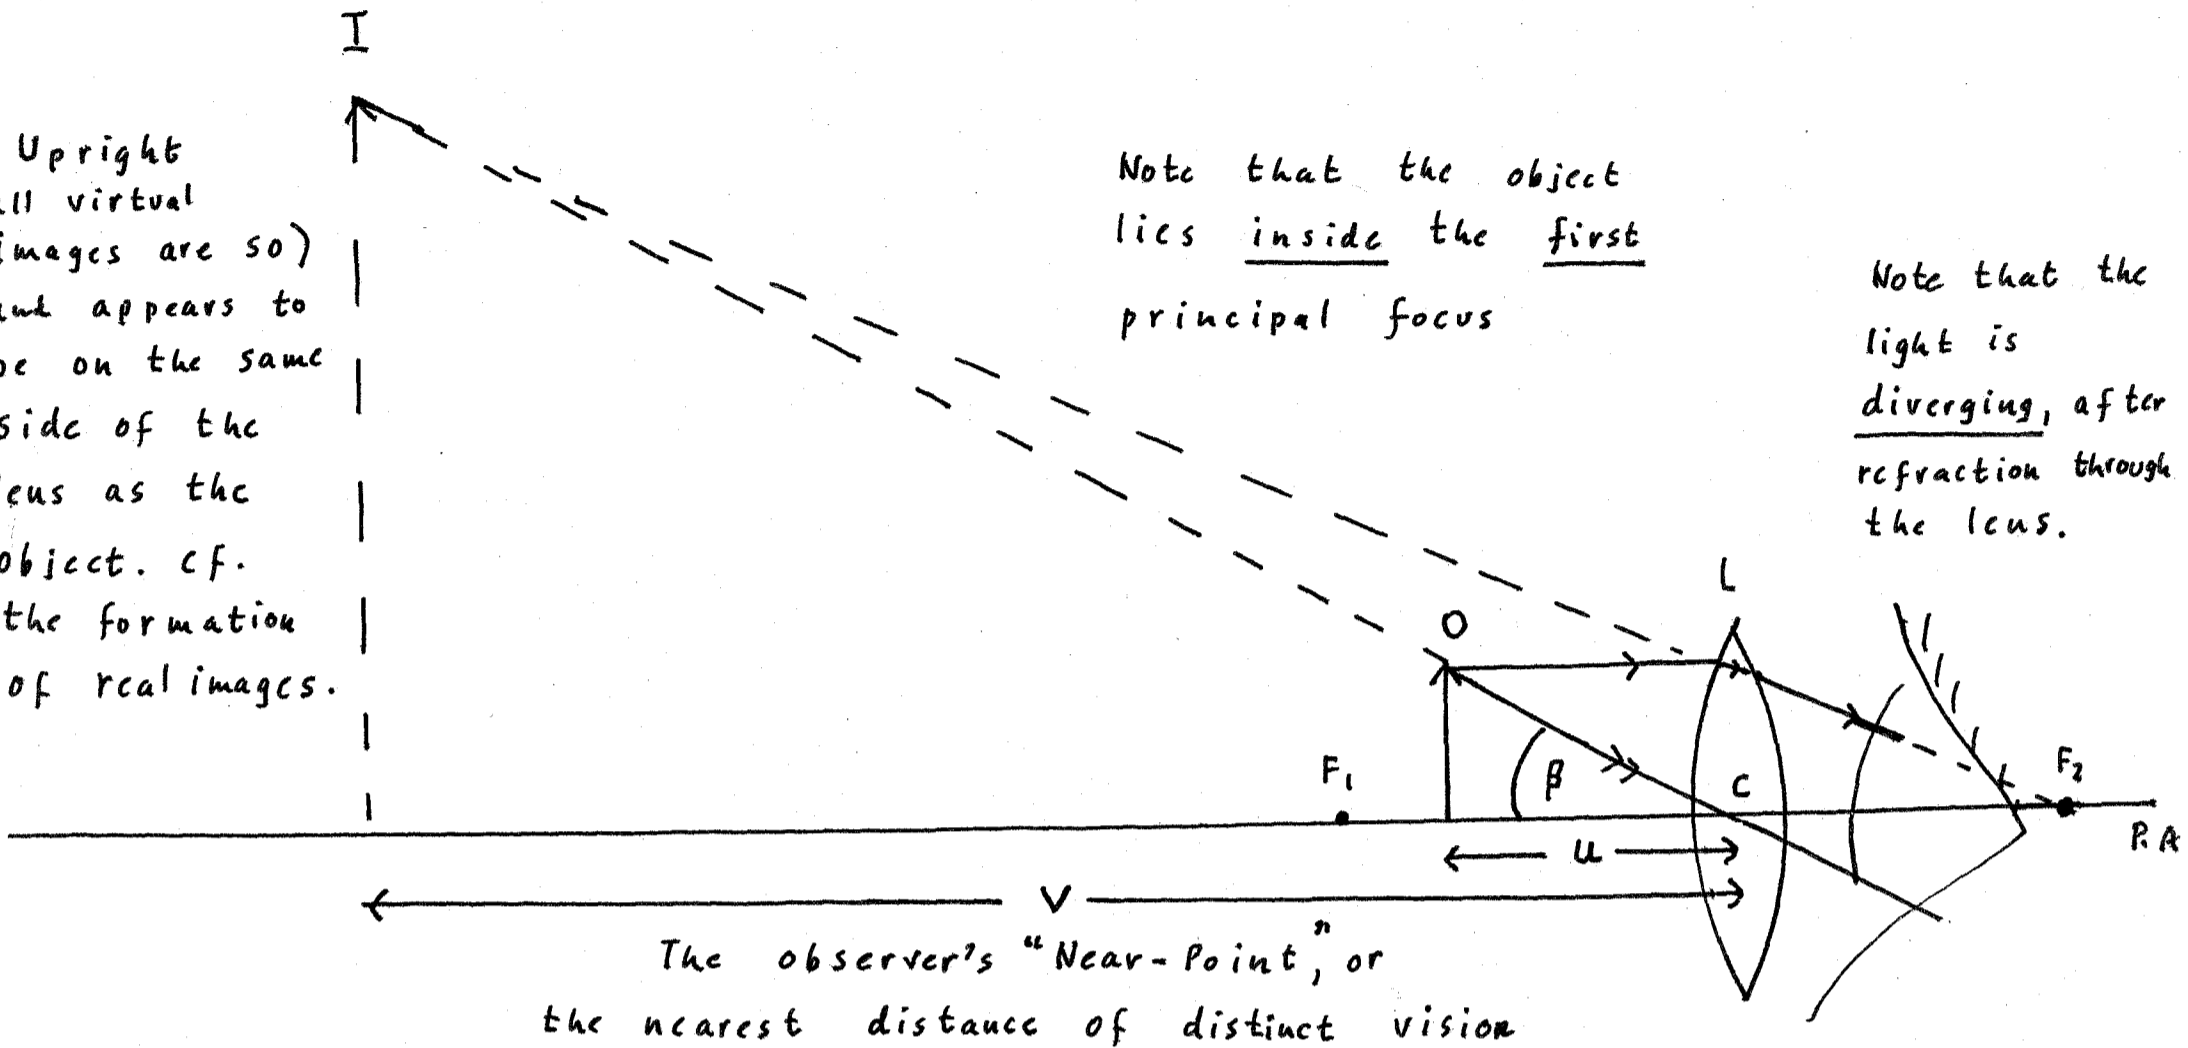 I
Upright
all virtual
images are so)
and appears to
be on the same
side of the
lens as the
object. cf.
the formation
of real images.
Note that the object
lies inside the first
principal focus
Note that the
light is
diverging, after
refraction through
the lens.
L
O
F₁
β
C
F₂
P.A
u
V
The observer's "Near-Point," or
the nearest distance of distinct vision